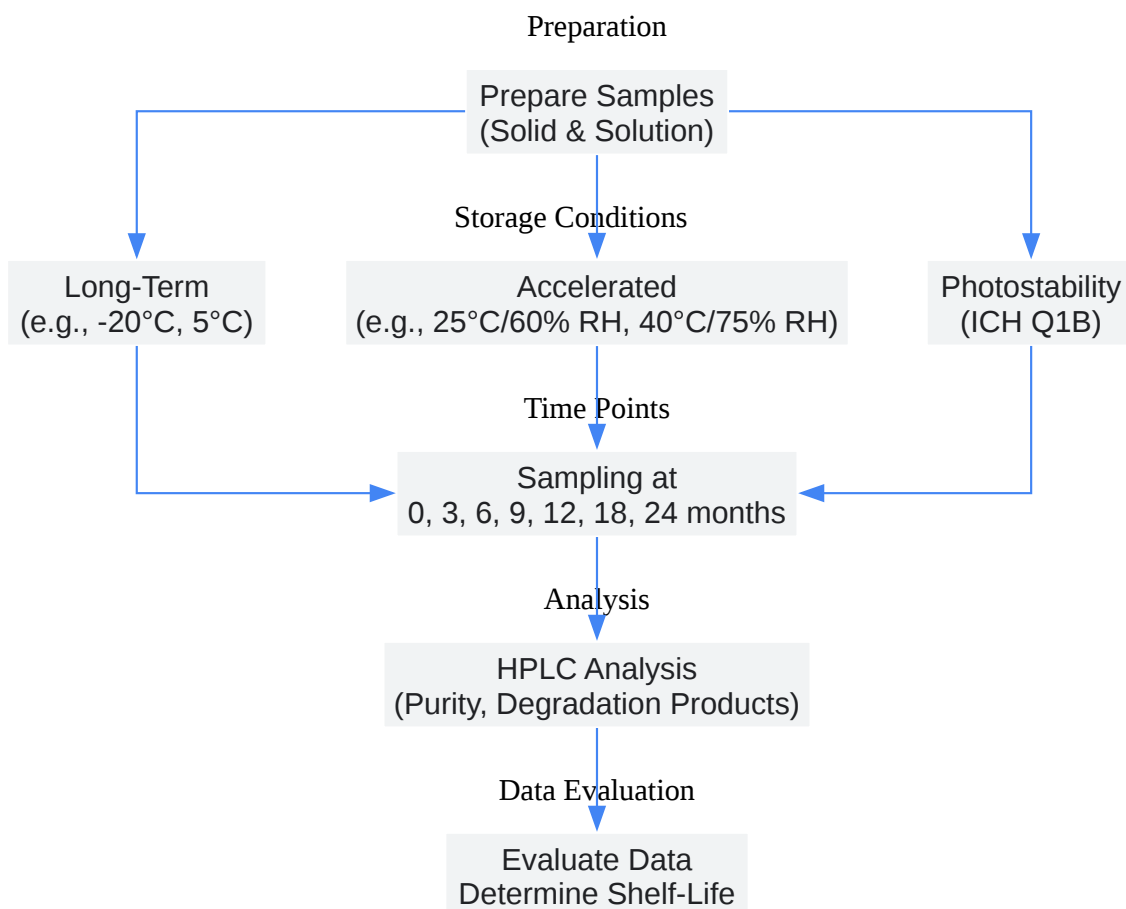 Preparation
Prepare Samples
(Solid & Solution)
Storage Conditions
Long-Term
(e.g., -20°C, 5°C)
Accelerated
(e.g., 25°C/60% RH, 40°C/75% RH)
Photostability
(ICH Q1B)
Time Points
Sampling at
0, 3, 6, 9, 12, 18, 24 months
Analysis
HPLC Analysis
(Purity, Degradation Products)
Data Evaluation
Evaluate Data
Determine Shelf-Life